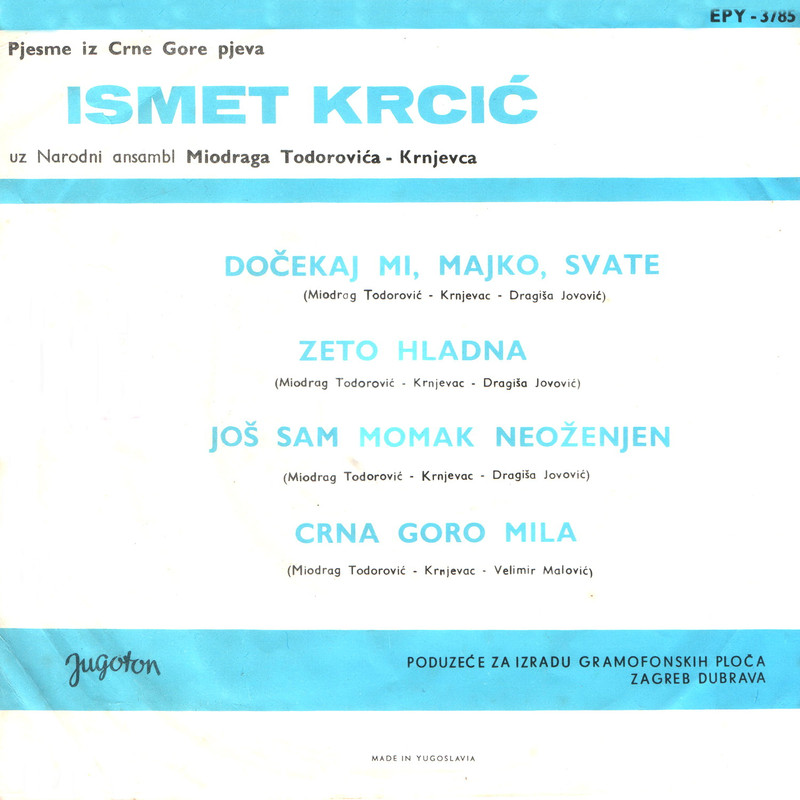 EPY - 3785
Pjesme iz Crne Gore pjeva
ISMET KRCIĆ
uz Narodni ansambl Miodraga Todorovića - Krnjevca
DOČEKAJ MI, MAJKO, SVATE
(Miodrag Todorović - Krnjevac - Dragiša Jovović)
ZETO HLADNA
(Miodrag Todorović - Krnjevac - Dragiša Jovović)
JOŠ SAM MOMAK NEOŽENJEN
(Miodrag Todorović - Krnjevac - Dragiša Jovović)
CRNA GORO MILA
(Miodrag Todorović - Krnjevac - Velimir Malović)
Jugoton
PODUZEĆE ZA IZRADU GRAMOFONSKIH PLOČA
ZAGREB DUBRAVA
MADE IN YUGOSLAVIA